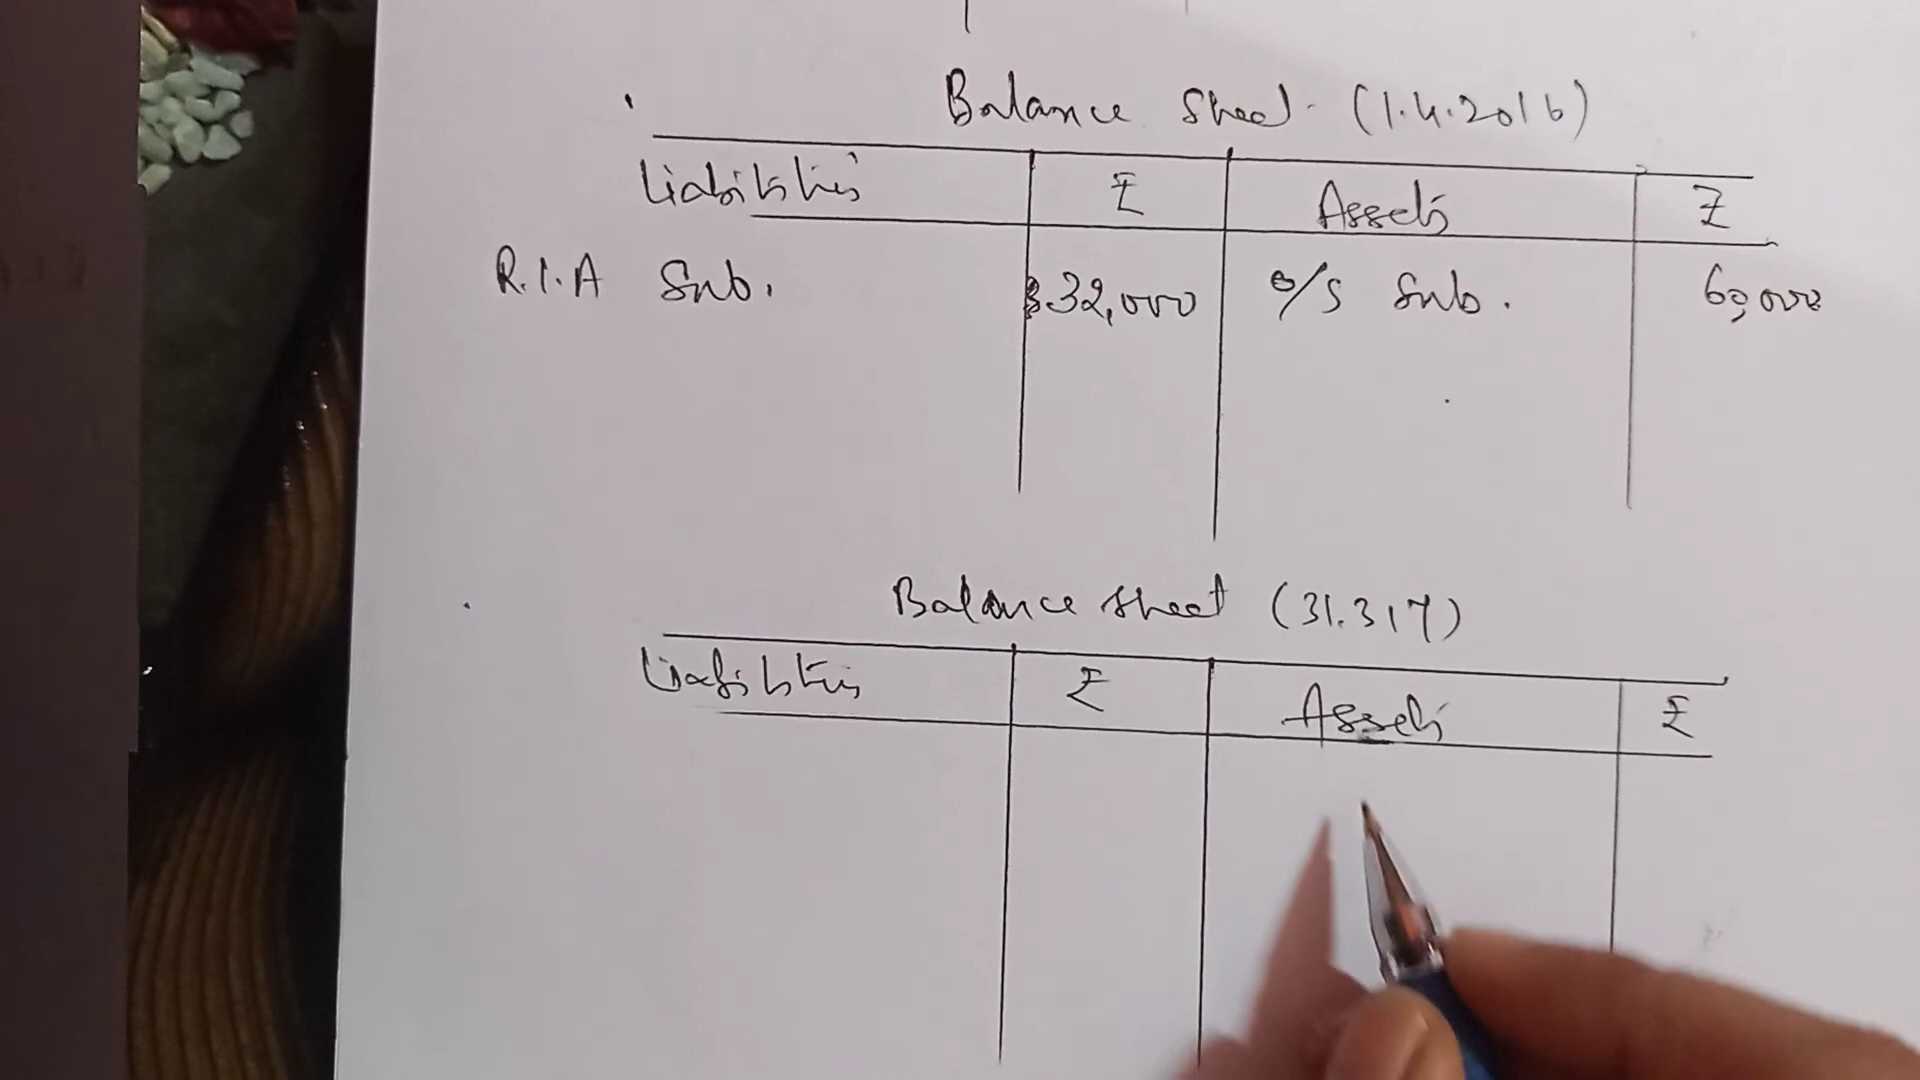 Balance Sheet (1.4.2016)
Liabilities ₹ Assets ₹
R.I.A Sub. 32,000 O/S Sub. 60,000
Balance sheet (31.3.17)
Liabilities ₹ Assets ₹